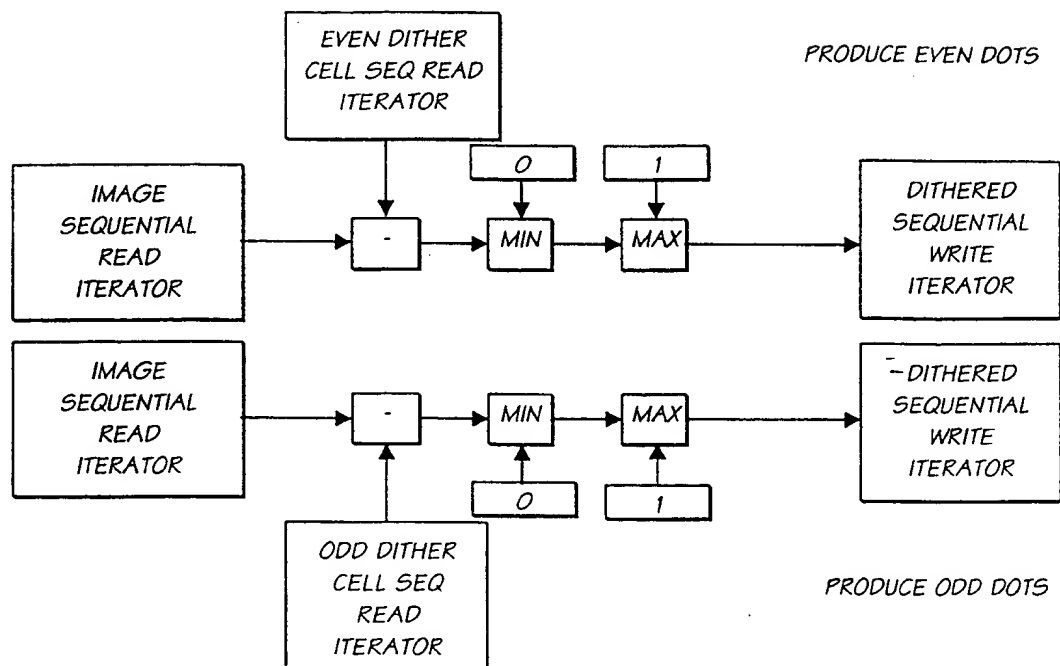 EVEN DITHER
CELL SEQ READ
ITERATOR
PRODUCE EVEN DOTS
0
1
IMAGE
SEQUENTIAL
READ
ITERATOR
-
MIN
MAX
DITHERED
SEQUENTIAL
WRITE
ITERATOR
IMAGE
SEQUENTIAL
READ
ITERATOR
-
MIN
MAX
DITHERED
SEQUENTIAL
WRITE
ITERATOR
0
1
ODD DITHER
CELL SEQ
READ
ITERATOR
PRODUCE ODD DOTS